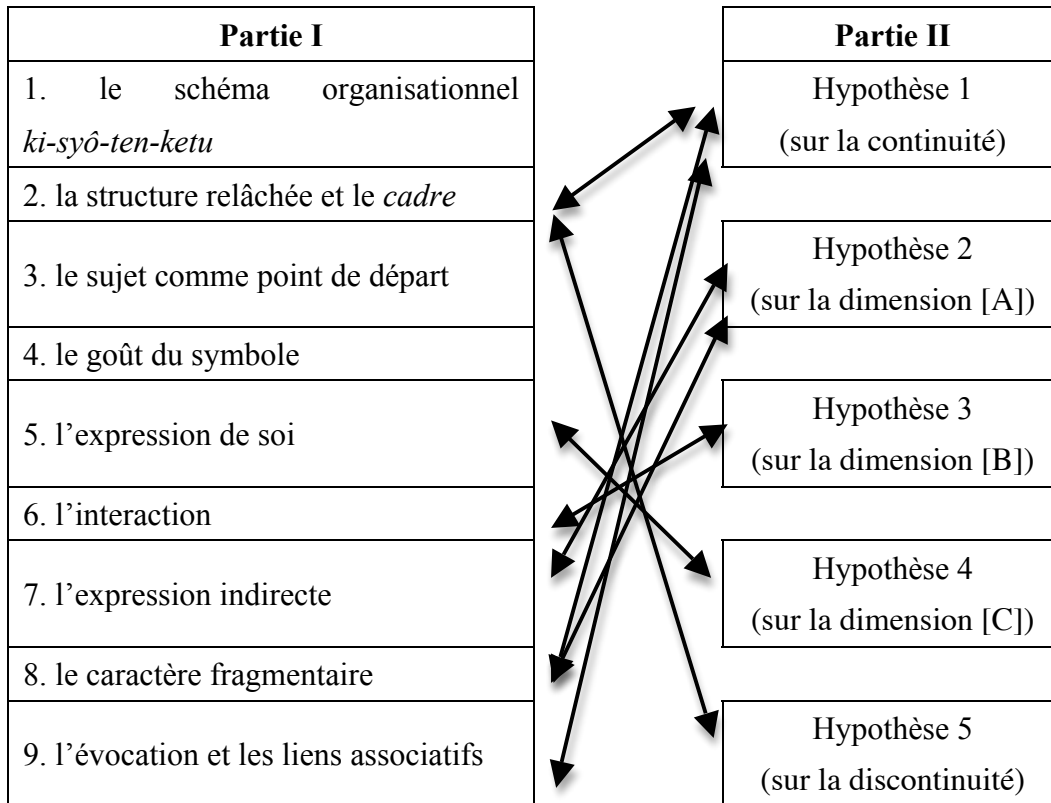 Partie I
1. le schéma organisationnel
ki-syô-ten-ketu
2. la structure relâchée et le cadre
3. le sujet comme point de départ
4. le goût du symbole
5. l’expression de soi
6. l’interaction
7. l’expression indirecte
8. le caractère fragmentaire
9. l’évocation et les liens associatifs
Partie II
Hypothèse 1
(sur la continuité)
Hypothèse 2
(sur la dimension [A])
Hypothèse 3
(sur la dimension [B])
Hypothèse 4
(sur la dimension [C])
Hypothèse 5
(sur la discontinuité)